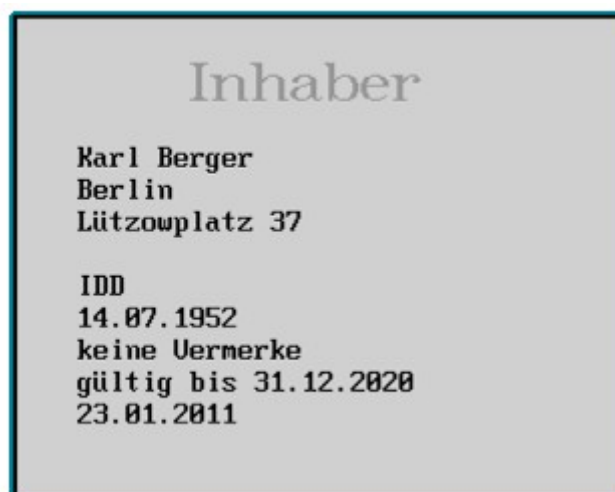 Inhaber
Karl Berger
Berlin
Lützowplatz 37
IDD
14.07.1952
keine Vermerke
gültig bis 31.12.2020
23.01.2011